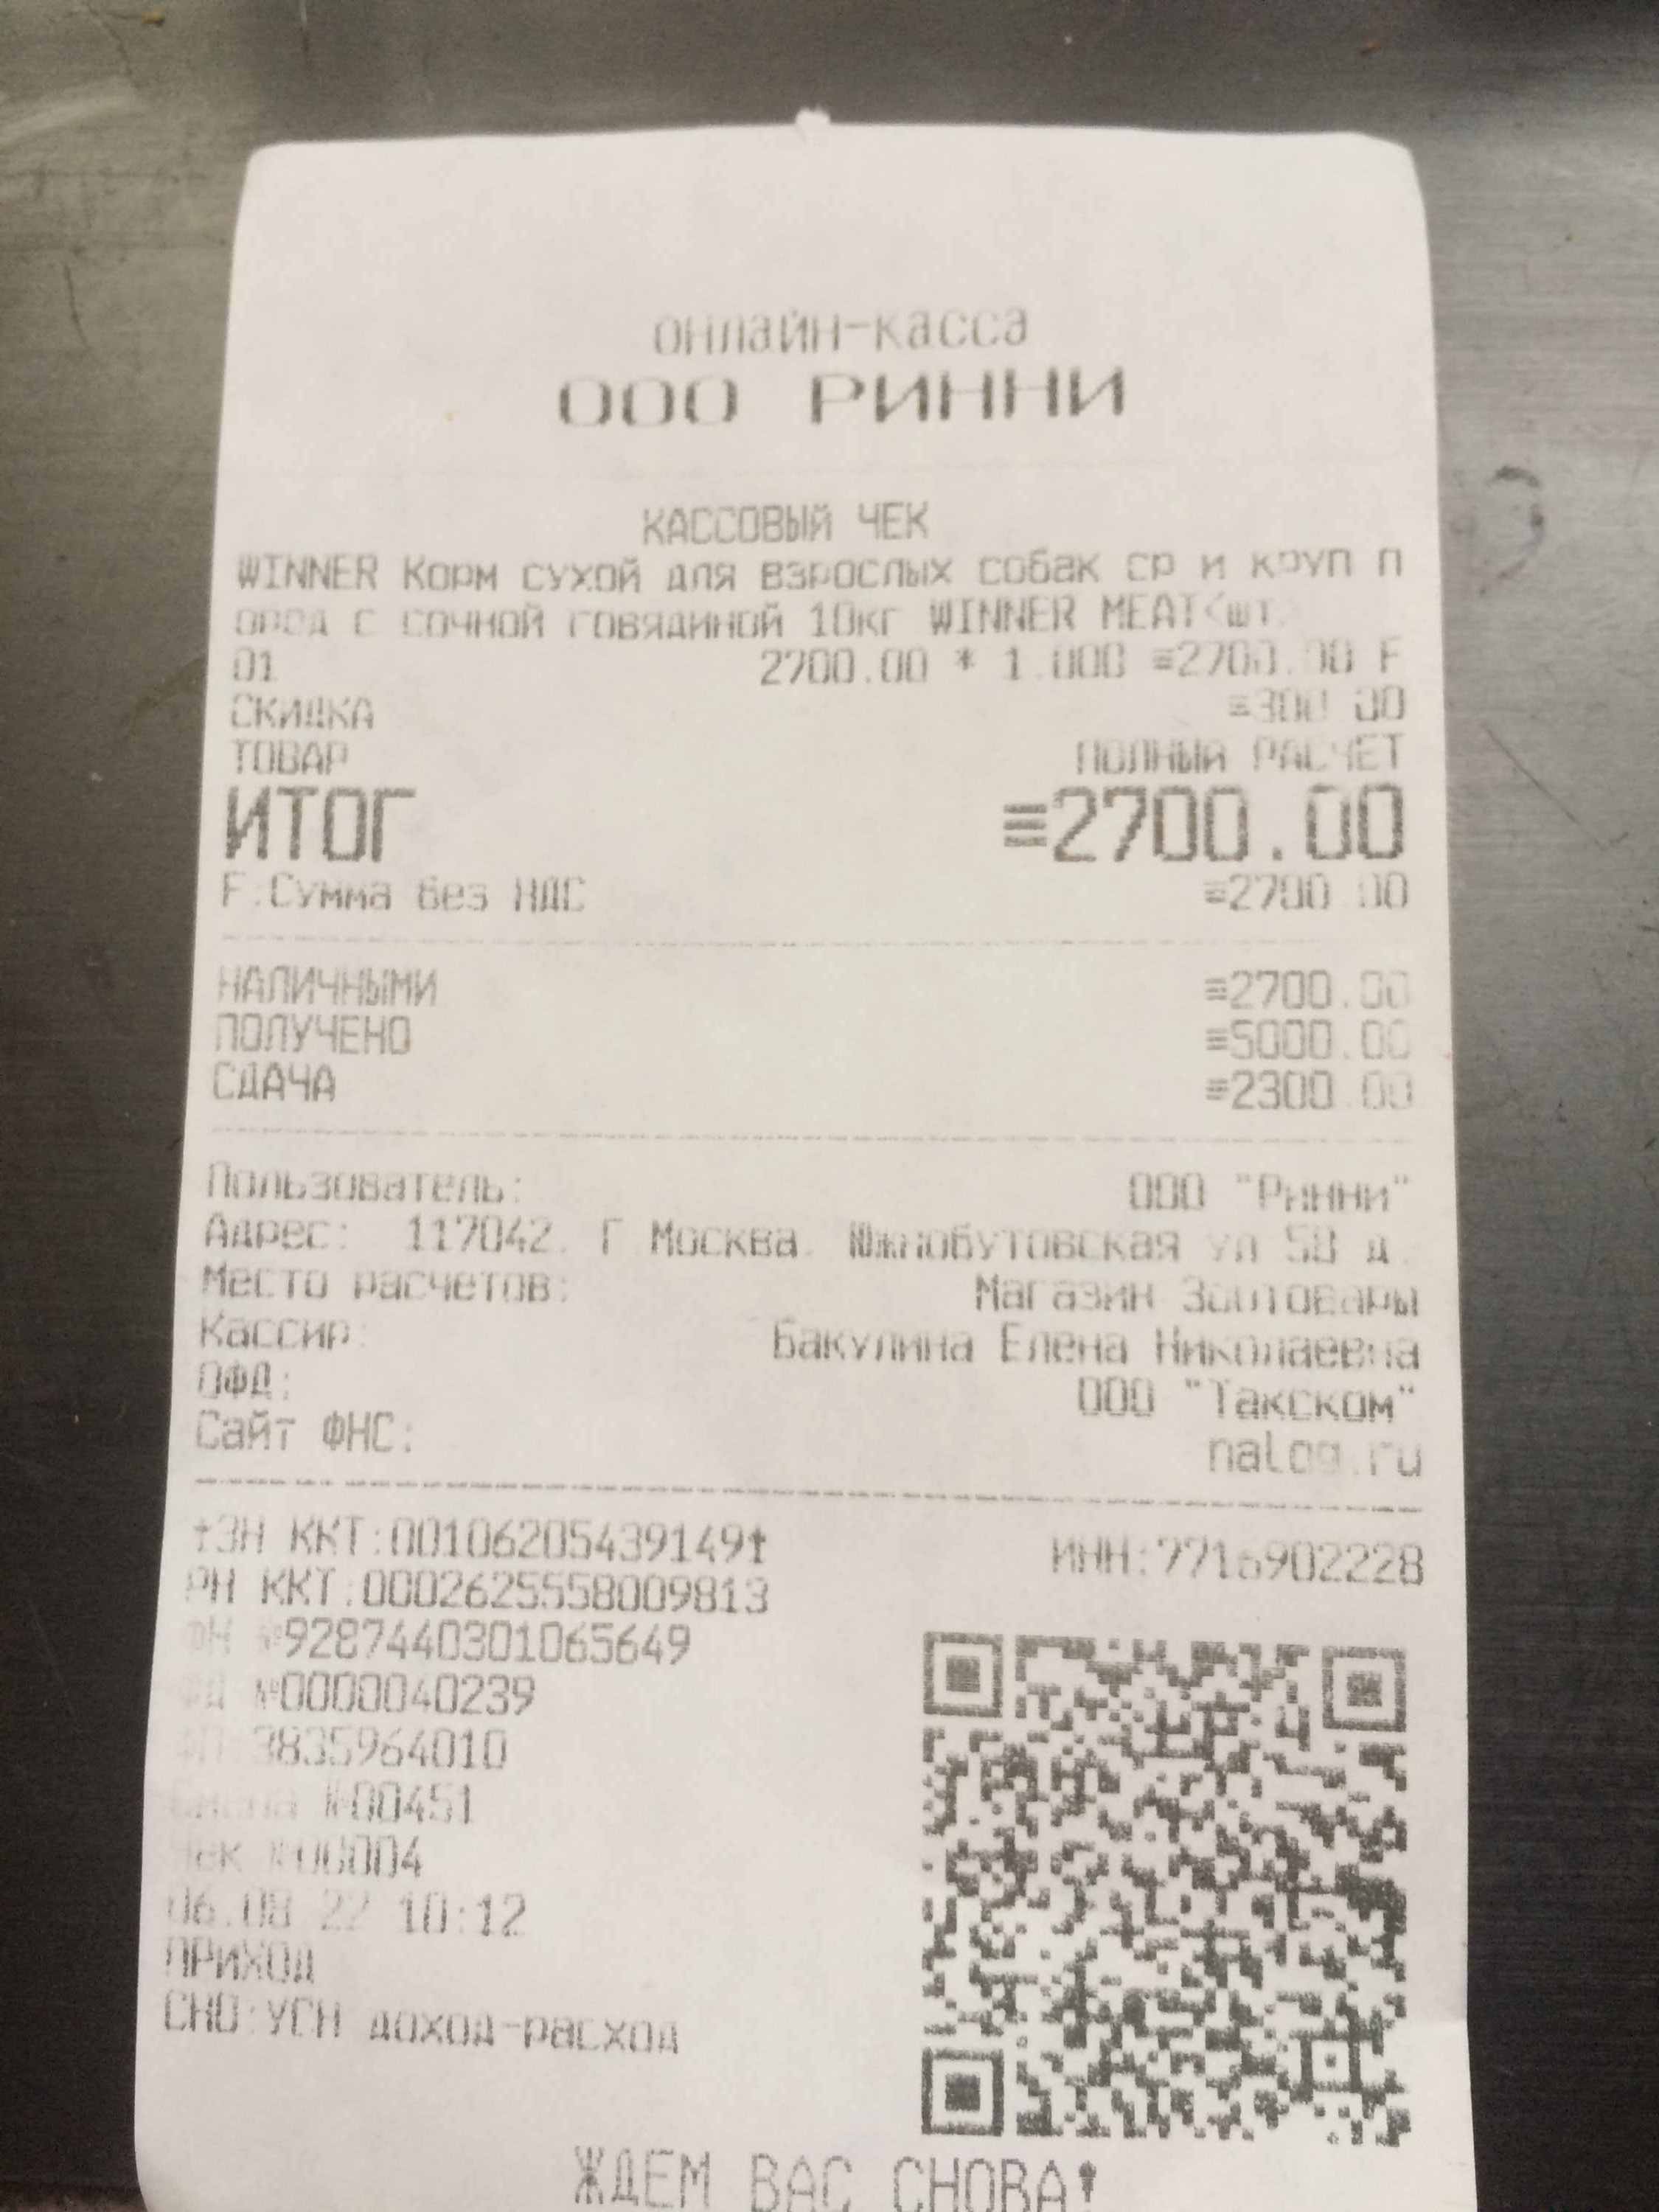 онлайн-касса
ООО РИННИ
КАССОВЫЙ ЧЕК
WINNER Корм сухой для взрослых собак ср и круп п
ород с сочной говядиной 10кг WINNER MEAT<шт.
01 2700.00 * 1.000 ≡2700.00 F
СКИДКА ≡300.00
ТОВАР ПОЛНЫЙ РАСЧЕТ
ИТОГ ≡2700.00
F:Сумма без НДС ≡2700.00
НАЛИЧНЫМИ ≡2700.00
ПОЛУЧЕНО ≡5000.00
СДАЧА ≡2300.00
Пользователь: ООО "Ринни"
Адрес: 117042, Г.Москва, Южнобутовская ул 50 д.
Место расчетов: Магазин Зоотовары
Кассир: Бакулина Елена Николаевна
ОФД: ООО "Такском"
Сайт ФНС: nalog.ru
†ЗН ККТ:00106205439149† ИНН:7716902228
РН ККТ:0002625558009813
ФН №9287440301065649
ФД №0000040239
ФП:3835964010
Смена №00451
Чек №00004
06.08.22 10:12
ПРИХОД
СНО:УСН доход-расход
ЖДЕМ ВАС СНОВА!